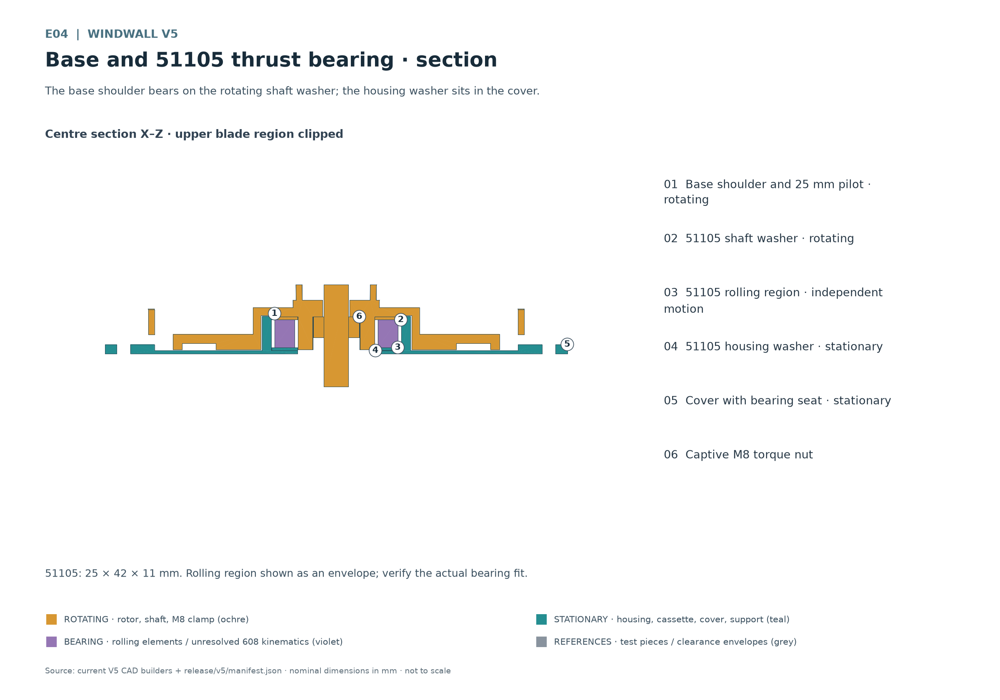 E04 | WINDWALL V5
Base and 51105 thrust bearing · section
The base shoulder bears on the rotating shaft washer; the housing washer sits in the cover.
Centre section X–Z · upper blade region clipped
01 Base shoulder and 25 mm pilot ·
rotating
02 51105 shaft washer · rotating
03 51105 rolling region · independent
motion
04 51105 housing washer · stationary
05 Cover with bearing seat · stationary
06 Captive M8 torque nut
1
6
2
5
4
3
51105: 25 × 42 × 11 mm. Rolling region shown as an envelope; verify the actual bearing fit.
ROTATING · rotor, shaft, M8 clamp (ochre)
STATIONARY · housing, cassette, cover, support (teal)
BEARING · rolling elements / unresolved 608 kinematics (violet)
REFERENCES · test pieces / clearance envelopes (grey)
Source: current V5 CAD builders + release/v5/manifest.json · nominal dimensions in mm · not to scale